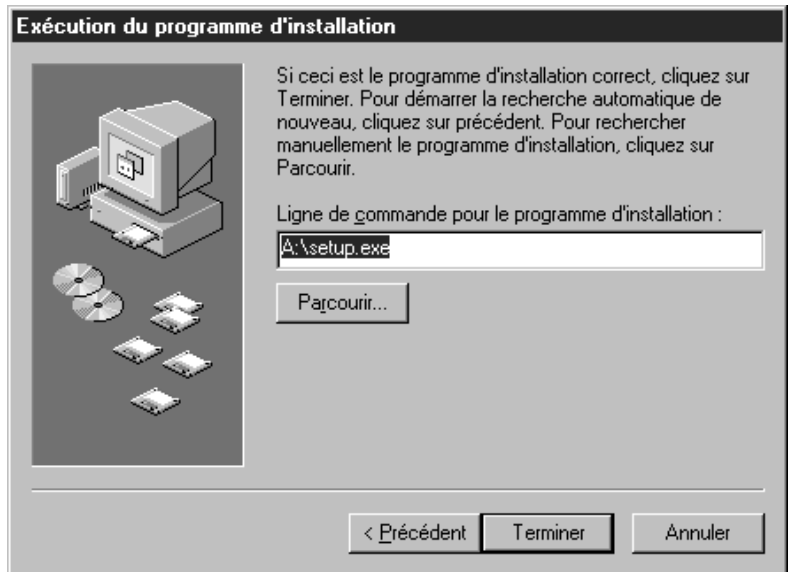 Exécution du programme d'installation
Si ceci est le programme d'installation correct, cliquez sur
Terminer. Pour démarrer la recherche automatique de
nouveau, cliquez sur précédent. Pour rechercher
manuellement le programme d'installation, cliquez sur
Parcourir.
Ligne de commande pour le programme d'installation :
A:\setup.exe
Parcourir...
< Précédent
Terminer
Annuler